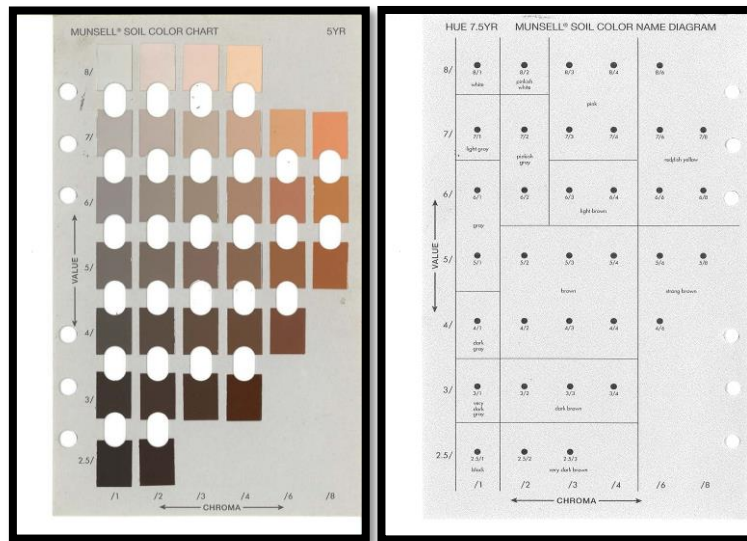 MUNSELL® SOIL COLOR CHART 5YR
8/
7/
6/
VALUE
5/
4/
3/
2.5/
/1 /2 /3 /4 /6 /8
CHROMA
HUE 7.5YR MUNSELL® SOIL COLOR NAME DIAGRAM
8/
8/1 8/2 8/3 8/4 8/6
white pinkish white
pink
7/
7/1 7/2 7/3 7/4 7/6 7/8
light gray pinkish gray reddish yellow
6/
6/1 6/2 6/3 6/4 6/6 6/8
light brown
gray
VALUE
5/
5/1 5/2 5/3 5/4 5/6 5/8
brown strong brown
4/
4/1 4/2 4/3 4/4 4/6
dark gray
3/
3/1 3/2 3/3 3/4
very dark gray dark brown
2.5/
2.5/1 2.5/2 2.5/3
black very dark brown
/1 /2 /3 /4 /6 /8
CHROMA